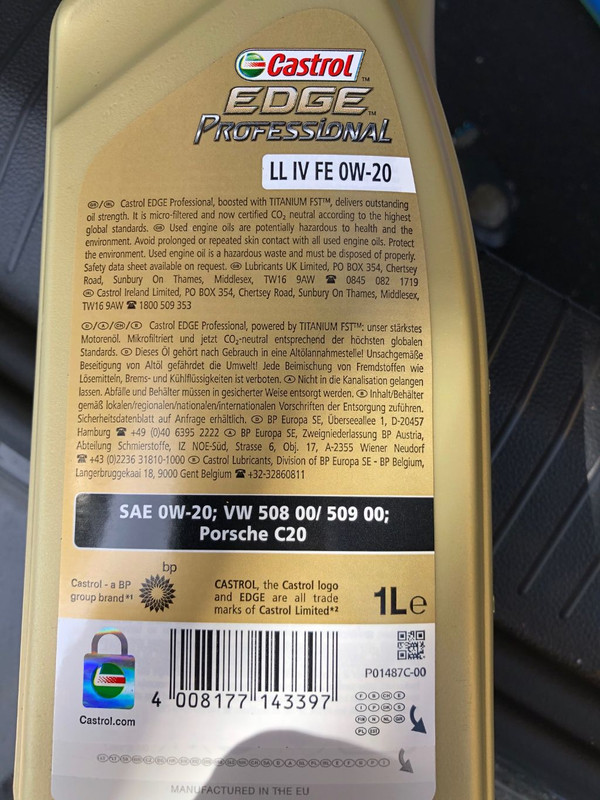 Castrol™
EDGE™
PROFESSIONAL
LL IV FE 0W-20
GB/IRL Castrol EDGE Professional, boosted with TITANIUM FST™, delivers outstanding
oil strength. It is micro-filtered and now certified CO₂ neutral according to the highest
global standards. Used engine oils are potentially hazardous to health and the
environment. Avoid prolonged or repeated skin contact with all used engine oils. Protect
the environment. Used engine oil is a hazardous waste and must be disposed of properly.
Safety data sheet available on request. Lubricants UK Limited, PO BOX 354, Chertsey
Road, Sunbury On Thames, Middlesex, TW16 9AW ☎ 0845 082 1719
Castrol Ireland Limited, PO BOX 354, Chertsey Road, Sunbury On Thames, Middlesex,
TW16 9AW ☎ 1800 509 353
Castrol EDGE Professional, powered by TITANIUM FST™: unser stärkstes
Motorenöl. Mikrofiltriert und jetzt CO₂-neutral entsprechend der höchsten globalen
Standards. Dieses Öl gehört nach Gebrauch in eine Altölannahmestelle! Unsachgemäße
Beseitigung von Altöl gefährdet die Umwelt! Jede Beimischung von Fremdstoffen wie
Lösemitteln, Brems- und Kühlflüssigkeiten ist verboten. Nicht in die Kanalisation gelangen
lassen. Abfälle und Behälter müssen in gesicherter Weise entsorgt werden. Inhalt/Behälter
gemäß lokalen/regionalen/nationalen/internationalen Vorschriften der Entsorgung zuführen.
Sicherheitsdatenblatt auf Anfrage erhältlich. BP Europa SE, Überseeallee 1, D-20457
Hamburg ☎ +49 (0)40 6395 2222 BP Europa SE, Zweigniederlassung BP Austria,
Abteilung Schmierstoffe, IZ NOE-Süd, Strasse 6, Obj. 17, A-2355 Wiener Neudorf
☎ +43 (0)2236 31810-1000 Castrol Lubricants, Division of BP Europa SE - BP Belgium,
Langerbruggekaai 18, 9000 Gent Belgium ☎ +32-32860811
SAE 0W-20; VW 508 00/ 509 00;
Porsche C20
Castrol - a BP
group brand*¹
bp
CASTROL, the Castrol logo
and EDGE are all trade
marks of Castrol Limited*²
1L℮
Castrol.com
4 008177 143397
P01487C-00
MANUFACTURED IN THE EU